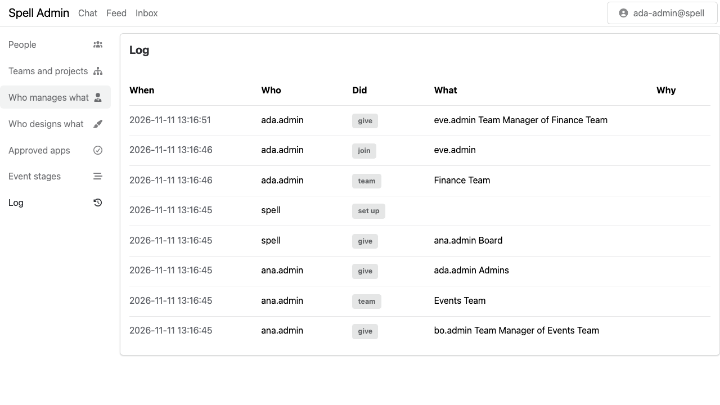 Spell Admin Chat Feed Inbox ada-admin@spell
People
Teams and projects
Who manages what
Who designs what
Approved apps
Event stages
Log
Log
When Who Did What Why
2026-11-11 13:16:51 ada.admin give eve.admin Team Manager of Finance Team
2026-11-11 13:16:46 ada.admin join eve.admin
2026-11-11 13:16:46 ada.admin team Finance Team
2026-11-11 13:16:45 spell set up
2026-11-11 13:16:45 spell give ana.admin Board
2026-11-11 13:16:45 ana.admin give ada.admin Admins
2026-11-11 13:16:45 ana.admin team Events Team
2026-11-11 13:16:45 ana.admin give bo.admin Team Manager of Events Team